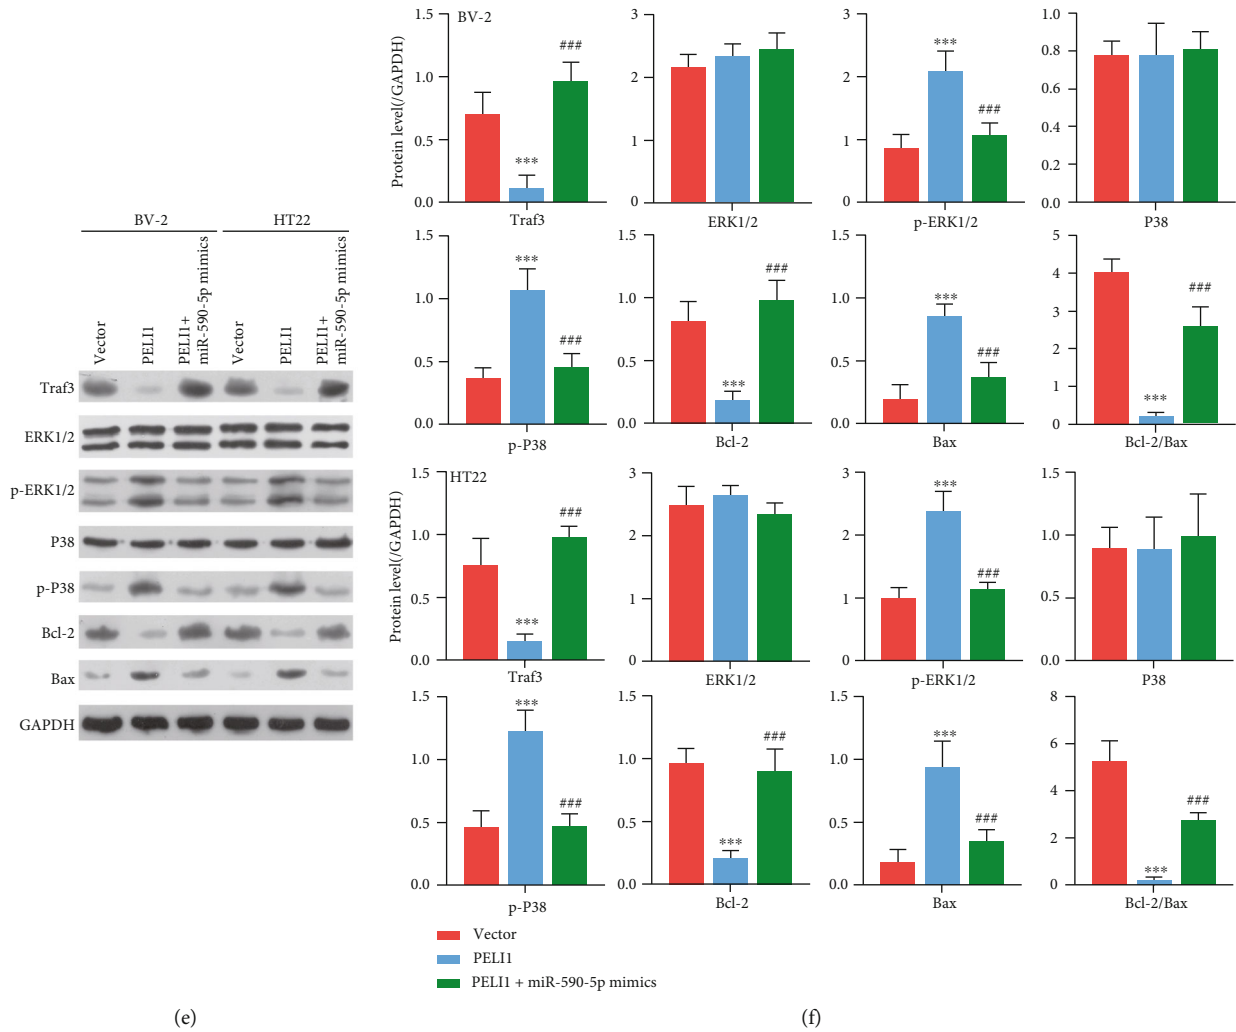 BV-2
HT22
Vector
PELI1
PELI1+
miR-590-5p mimics
Vector
PELI1
PELI1+
miR-590-5p mimics
Traf3
ERK1/2
p-ERK1/2
P38
p-P38
Bcl-2
Bax
GAPDH
(e)
BV-2
Protein level(/GAPDH)
1.5
1.0
0.5
0.0
***
###
Traf3
3
2
1
0
ERK1/2
3
2
1
0
***
###
p-ERK1/2
1.0
0.8
0.6
0.4
0.2
0.0
P38
1.5
1.0
0.5
0.0
***
###
p-P38
1.5
1.0
0.5
0.0
***
###
Bcl-2
1.5
1.0
0.5
0.0
***
###
Bax
5
4
3
2
1
0
***
###
Bcl-2/Bax
HT22
Protein level(/GAPDH)
1.5
1.0
0.5
0.0
***
###
Traf3
3
2
1
0
ERK1/2
3
2
1
0
***
###
p-ERK1/2
1.5
1.0
0.5
0.0
P38
1.5
1.0
0.5
0.0
***
###
p-P38
1.5
1.0
0.5
0.0
***
###
Bcl-2
1.5
1.0
0.5
0.0
***
###
Bax
8
6
4
2
0
***
###
Bcl-2/Bax
Vector
PELI1
PELI1 + miR-590-5p mimics
(f)